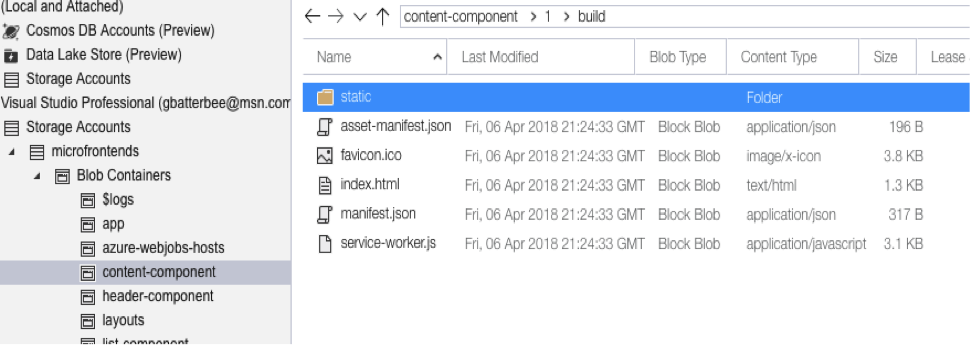 (Local and Attached)
Cosmos DB Accounts (Preview)
Data Lake Store (Preview)
Storage Accounts
Visual Studio Professional (gbatterbee@msn.com
Storage Accounts
microfrontends
Blob Containers
$logs
app
azure-webjobs-hosts
content-component
header-component
layouts
list-component
content-component > 1 > build
Name Last Modified Blob Type Content Type Size Lease
static Folder
asset-manifest.json Fri, 06 Apr 2018 21:24:33 GMT Block Blob application/json 196 B
favicon.ico Fri, 06 Apr 2018 21:24:33 GMT Block Blob image/x-icon 3.8 KB
index.html Fri, 06 Apr 2018 21:24:33 GMT Block Blob text/html 1.3 KB
manifest.json Fri, 06 Apr 2018 21:24:33 GMT Block Blob application/json 317 B
service-worker.js Fri, 06 Apr 2018 21:24:33 GMT Block Blob application/javascript 3.1 KB